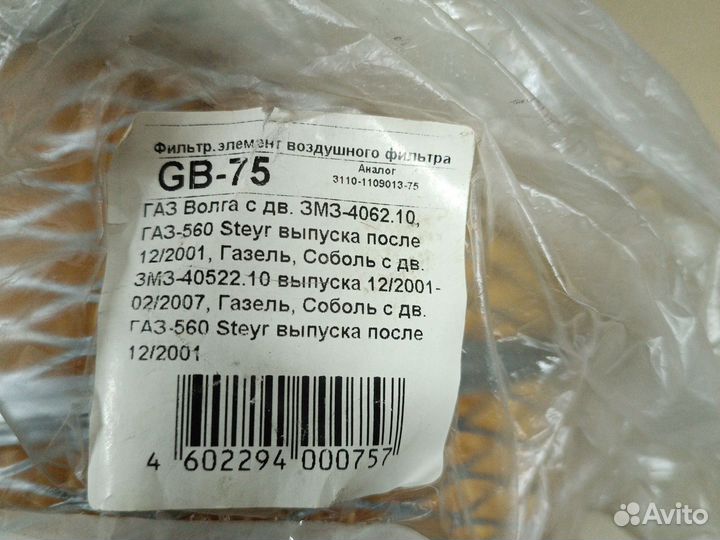 Фильтр.элемент воздушного фильтра
GB-75
Аналог
3110-1109013-75
ГАЗ Волга с дв. ЗМЗ-4062.10,
ГАЗ-560 Steyr выпуска после
12/2001, Газель, Соболь с дв.
ЗМЗ-40522.10 выпуска 12/2001-
02/2007, Газель, Соболь с дв.
ГАЗ-560 Steyr выпуска после
12/2001
4 602294 000757
Avito